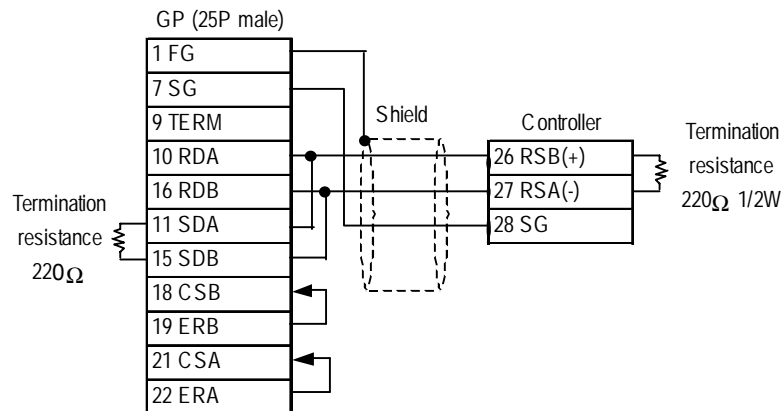 GP (25P male)
1 FG
7 SG
9 TERM
10 RDA
16 RDB
11 SDA
15 SDB
18 CSB
19 ERB
21 CSA
22 ERA
Termination
resistance
220Ω
Shield
Controller
26 RSB(+)
27 RSA(-)
28 SG
Termination
resistance
220Ω 1/2W